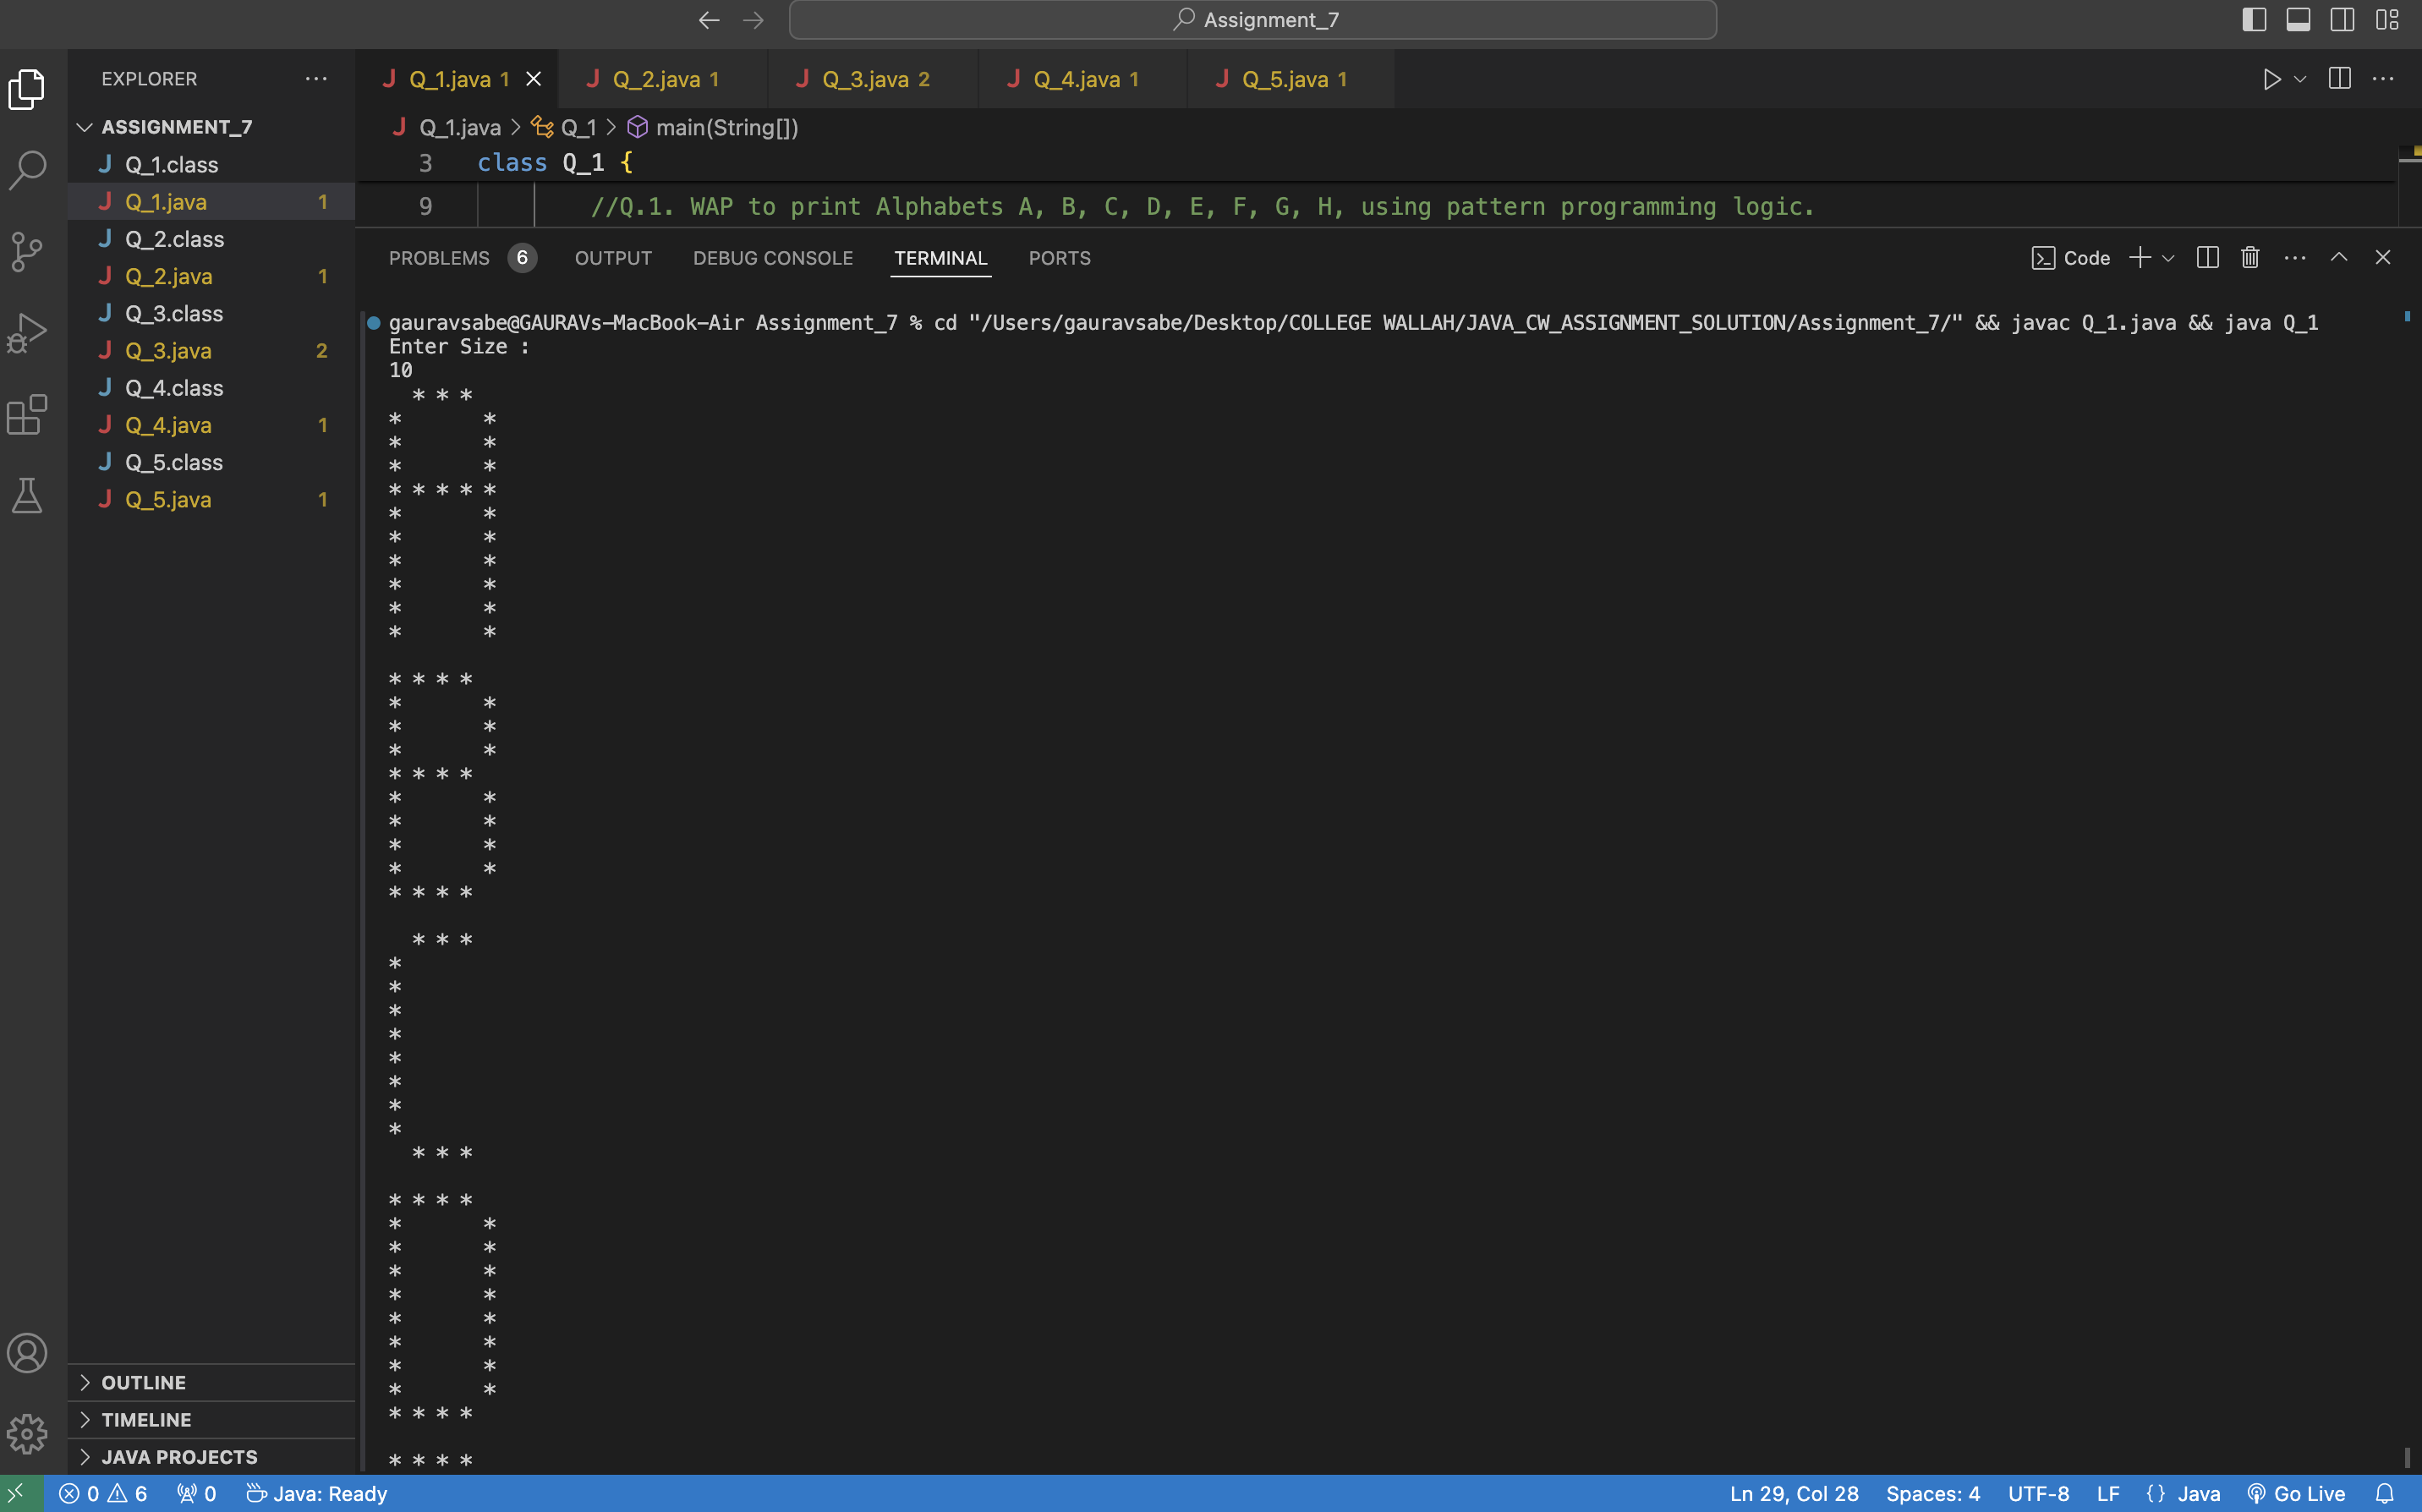 Assignment_7
EXPLORER
ASSIGNMENT_7
Q_1.class
Q_1.java 1
Q_2.class
Q_2.java 1
Q_3.class
Q_3.java 2
Q_4.class
Q_4.java 1
Q_5.class
Q_5.java 1
OUTLINE
TIMELINE
JAVA PROJECTS
Q_1.java 1 Q_2.java 1 Q_3.java 2 Q_4.java 1 Q_5.java 1
Q_1.java > Q_1 > main(String[])
3 class Q_1 {
9 //Q.1. WAP to print Alphabets A, B, C, D, E, F, G, H, using pattern programming logic.
PROBLEMS 6 OUTPUT DEBUG CONSOLE TERMINAL PORTS Code
gauravsabe@GAURAVs-MacBook-Air Assignment_7 % cd "/Users/gauravsabe/Desktop/COLLEGE WALLAH/JAVA_CW_ASSIGNMENT_SOLUTION/Assignment_7/" && javac Q_1.java && java Q_1
Enter Size :
10
  * * *
*       *
*       *
*       *
* * * * *
*       *
*       *
*       *
*       *
*       *
*       *

* * * *
*       *
*       *
*       *
* * * *
*       *
*       *
*       *
*       *
* * * *

  * * *
*
*
*
*
*
*
*
*
  * * *

* * * *
*       *
*       *
*       *
*       *
*       *
*       *
*       *
*       *
* * * *

* * * *
0 6 0 Java: Ready Ln 29, Col 28 Spaces: 4 UTF-8 LF {} Java Go Live